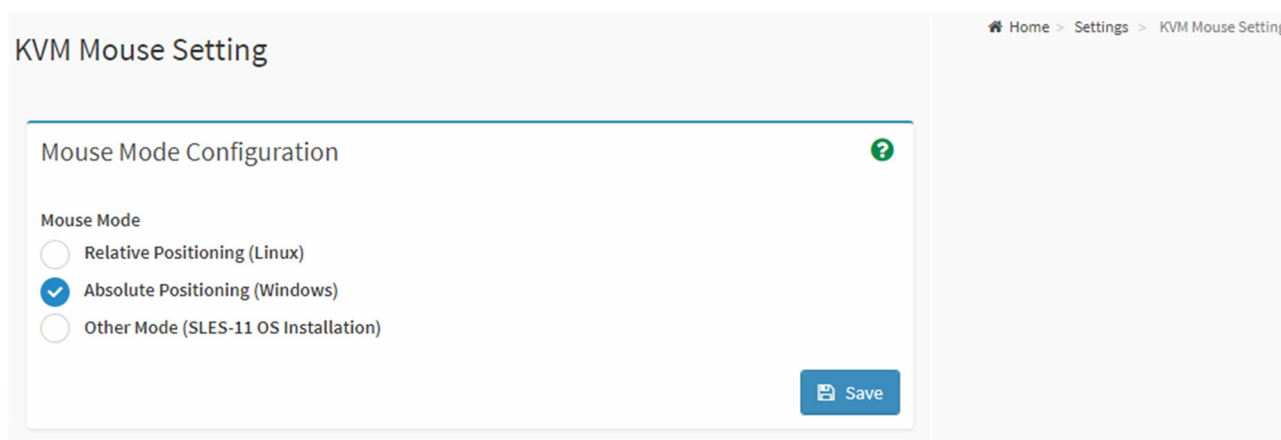 Home > Settings > KVM Mouse Setting
KVM Mouse Setting
Mouse Mode Configuration
Mouse Mode
Relative Positioning (Linux)
Absolute Positioning (Windows)
Other Mode (SLES-11 OS Installation)
Save